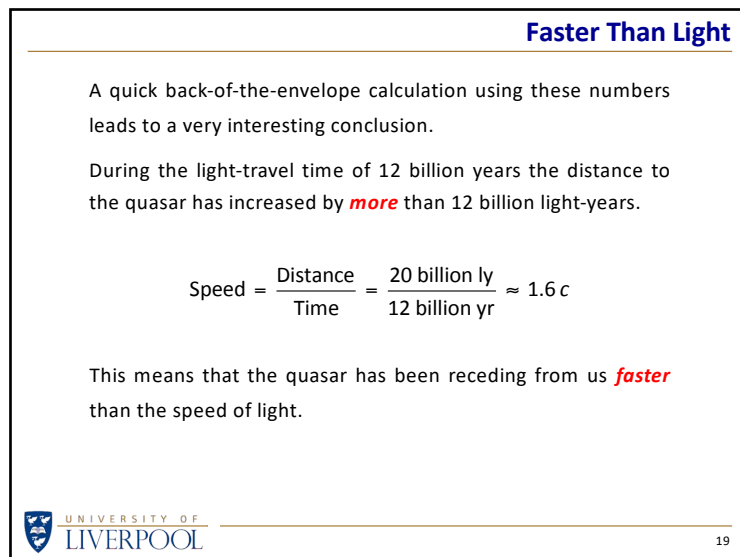 Faster Than Light
A quick back-of-the-envelope calculation using these numbers
leads to a very interesting conclusion.
During the light-travel time of 12 billion years the distance to
the quasar has increased by more than 12 billion light-years.
Speed = Distance / Time = 20 billion ly / 12 billion yr ≈ 1.6 c
This means that the quasar has been receding from us faster
than the speed of light.
UNIVERSITY OF
LIVERPOOL
19